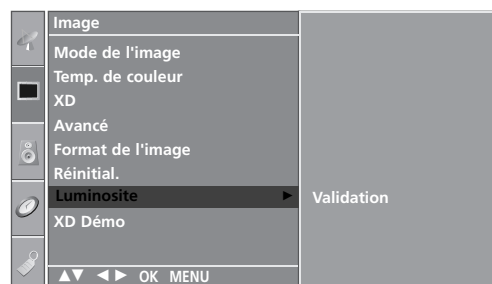 Image
Mode de l'image
Temp. de couleur
XD
Avancé
Format de l'image
Réinitial.
Luminosite ► Validation
XD Démo
▲▼ ◄► OK MENU